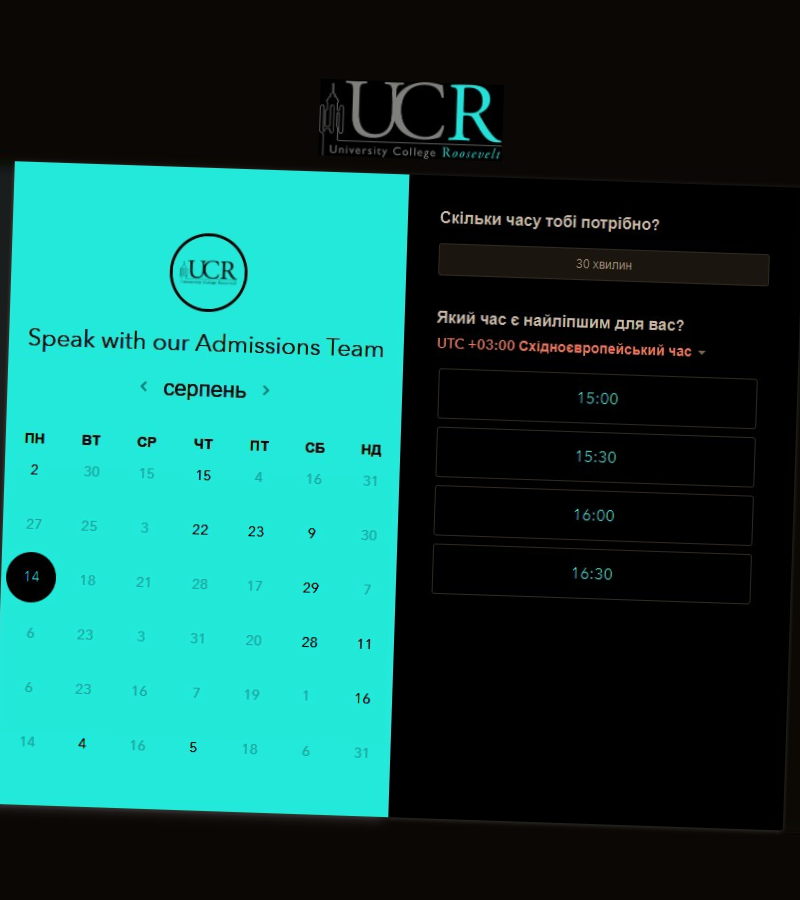 UCR
University College Roosevelt
UCR
University College Roosevelt
Speak with our Admissions Team
серпень
ПН ВТ СР ЧТ ПТ СБ НД
2 30 15 15 4 16 31
27 25 3 22 23 9 30
14 18 21 28 17 29 7
6 23 3 31 20 28 11
6 23 16 7 19 1 16
14 4 16 5 18 6 31
Скільки часу тобі потрібно?
30 хвилин
Який час є найліпшим для вас?
UTC +03:00 Східноєвропейський час
15:00
15:30
16:00
16:30